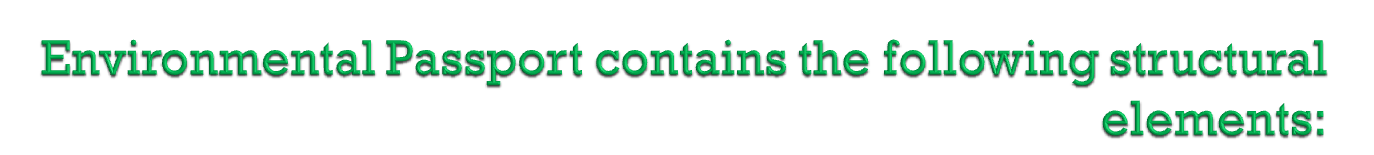 Environmental Passport contains the following structural
elements: